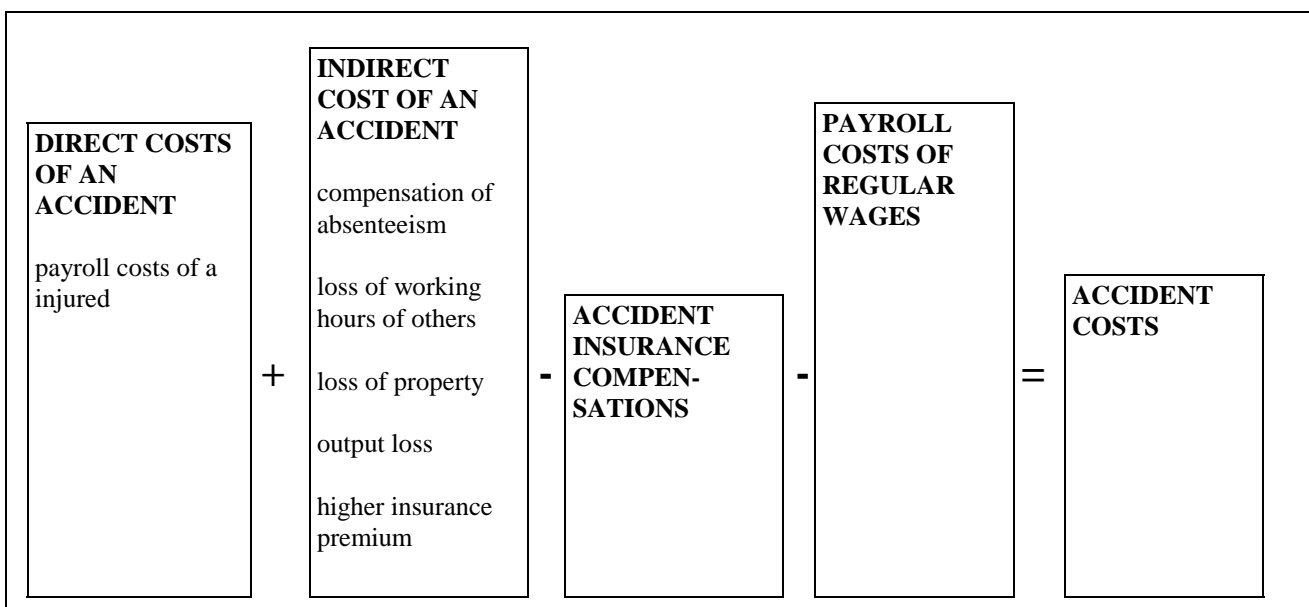 DIRECT COSTS
OF AN
ACCIDENT
payroll costs of a
injured
+
INDIRECT
COST OF AN
ACCIDENT
compensation of
absenteeism
loss of working
hours of others
loss of property
output loss
higher insurance
premium
-
ACCIDENT
INSURANCE
COMPEN-
SATIONS
-
PAYROLL
COSTS OF
REGULAR
WAGES
=
ACCIDENT
COSTS